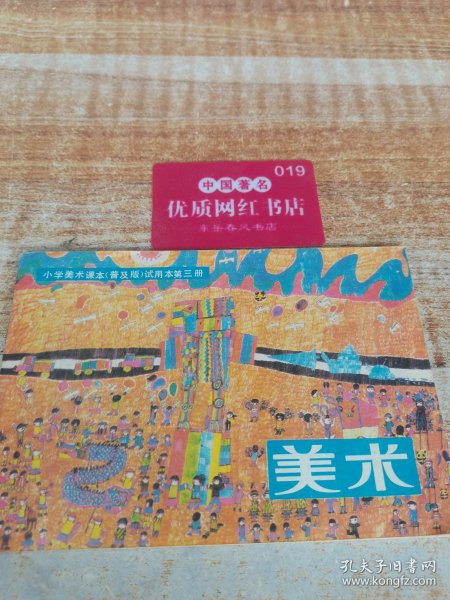 019
中国著名
优质网红书店
东岳春风书店
小学美术课本(普及版)试用本第三册
美术
孔夫子旧书网
www.kongfz.com